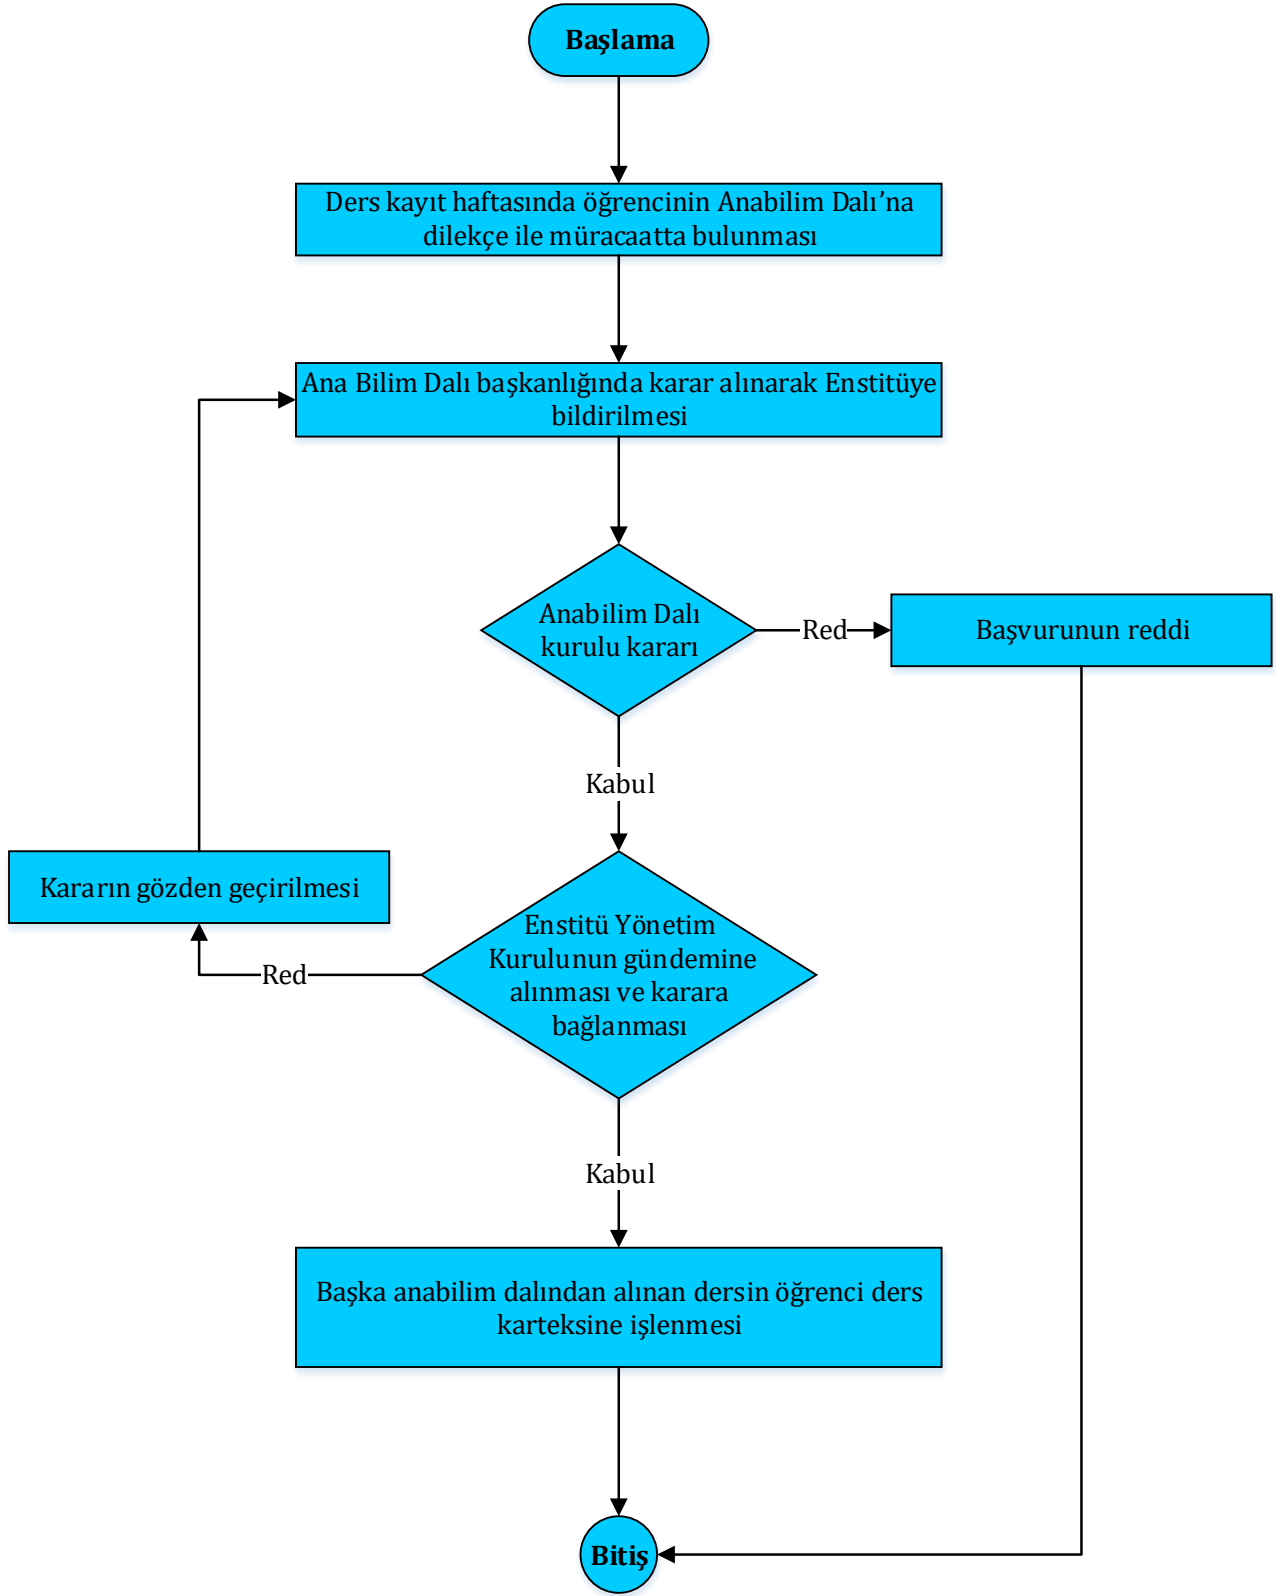 Başlama
Ders kayıt haftasında öğrencinin Anabilim Dalı’na
dilekçe ile müracaatta bulunması
Ana Bilim Dalı başkanlığında karar alınarak Enstitüye
bildirilmesi
Anabilim Dalı
kurulu kararı
Red
Başvurunun reddi
Kabul
Kararın gözden geçirilmesi
Enstitü Yönetim
Kurulunun gündemine
alınması ve karara
bağlanması
Red
Kabul
Başka anabilim dalından alınan dersin öğrenci ders
karteksine işlenmesi
Bitiş